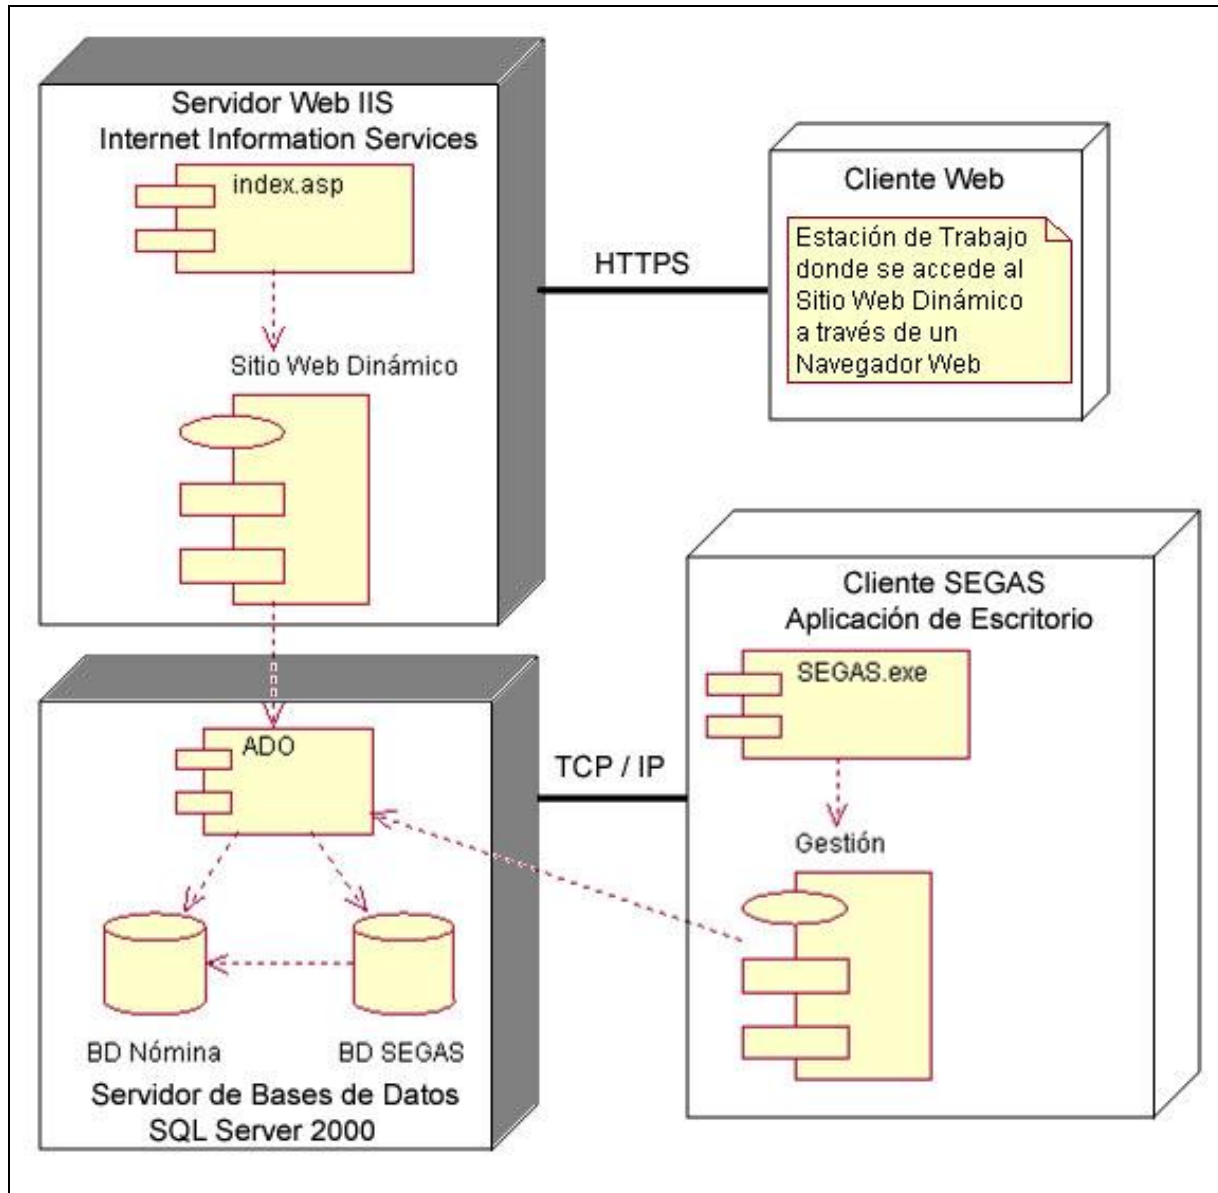 Servidor Web IIS
Internet Information Services
index.asp
Sitio Web Dinámico
HTTPS
Cliente Web
Estación de Trabajo
donde se accede al
Sitio Web Dinámico
a través de un
Navegador Web
ADO
BD Nómina
BD SEGAS
Servidor de Bases de Datos
SQL Server 2000
TCP / IP
Cliente SEGAS
Aplicación de Escritorio
SEGAS.exe
Gestión